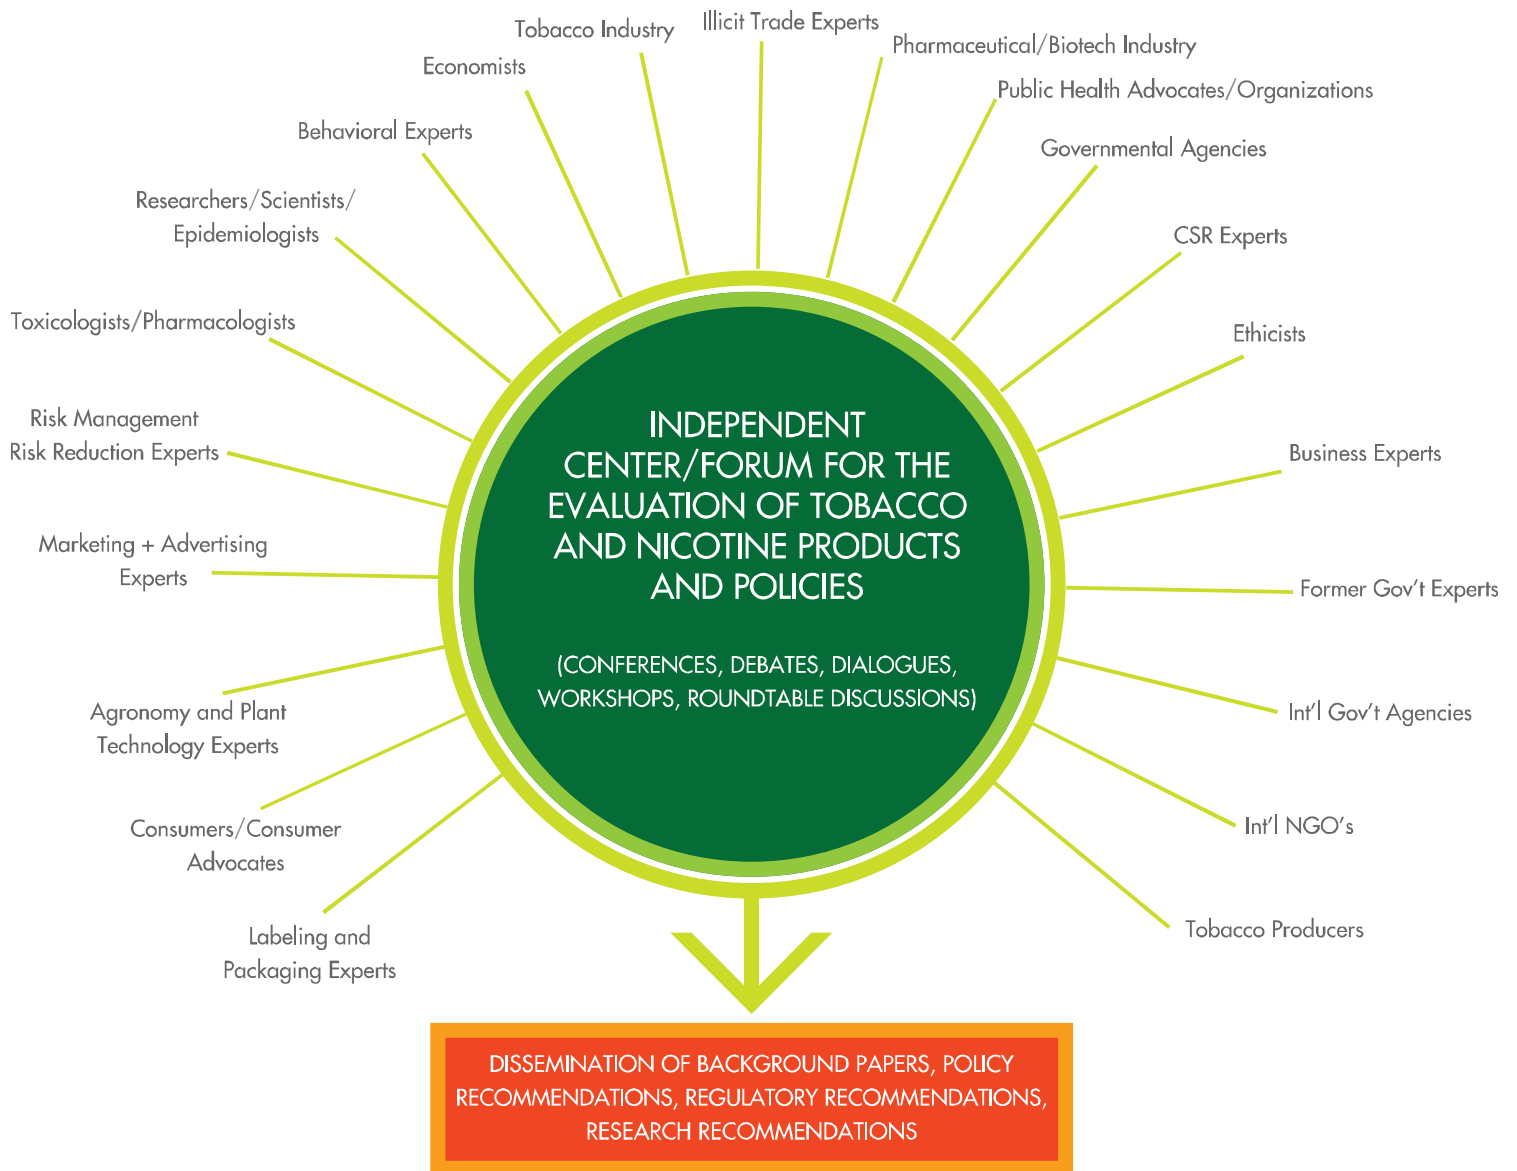 Illicit Trade Experts
Tobacco Industry
Pharmaceutical/Biotech Industry
Economists
Public Health Advocates/Organizations
Behavioral Experts
Governmental Agencies
Researchers/Scientists/
Epidemiologists
CSR Experts
Toxicologists/Pharmacologists
Ethicists
Risk Management
Risk Reduction Experts
Business Experts
Marketing + Advertising
Experts
Former Gov't Experts
Agronomy and Plant
Technology Experts
Int'l Gov't Agencies
Consumers/Consumer
Advocates
Int'l NGO's
Labeling and
Packaging Experts
Tobacco Producers
INDEPENDENT
CENTER/FORUM FOR THE
EVALUATION OF TOBACCO
AND NICOTINE PRODUCTS
AND POLICIES
(CONFERENCES, DEBATES, DIALOGUES,
WORKSHOPS, ROUNDTABLE DISCUSSIONS)
DISSEMINATION OF BACKGROUND PAPERS, POLICY
RECOMMENDATIONS, REGULATORY RECOMMENDATIONS,
RESEARCH RECOMMENDATIONS